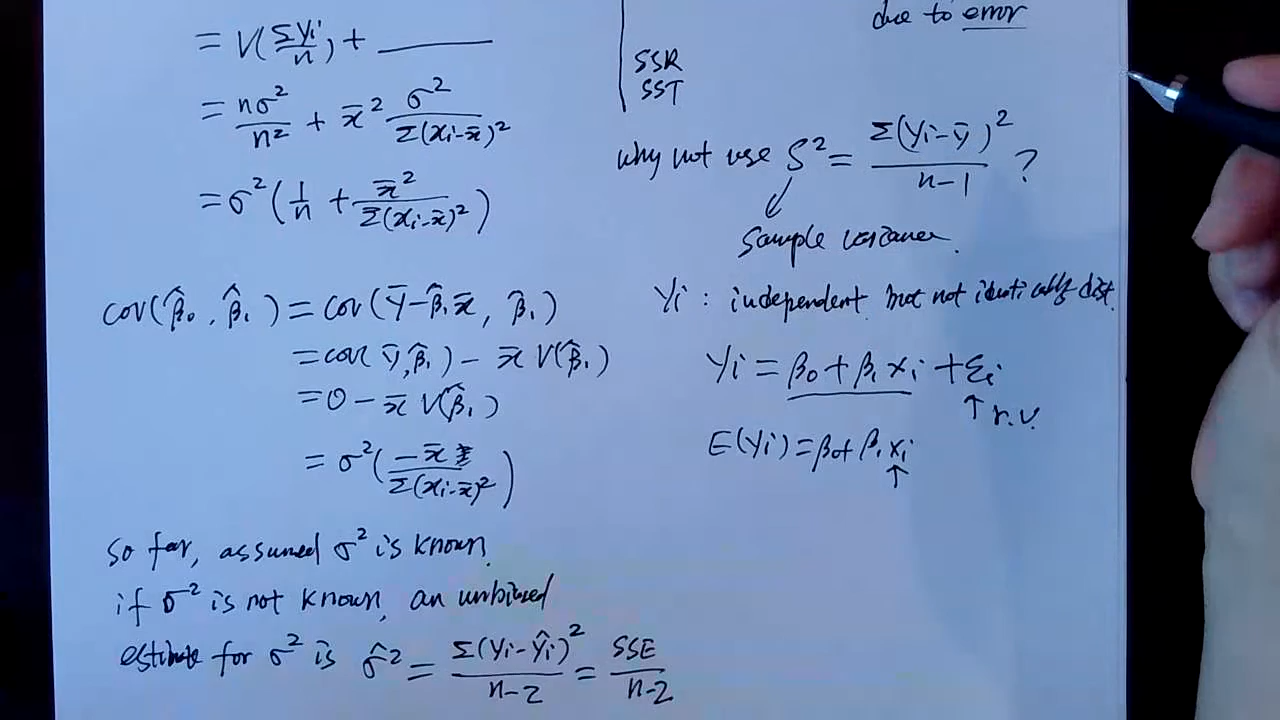 = V(Σyi/n) + ______
= nσ²/n² + x̄² σ²/Σ(xi-x̄)²
= σ²(1/n + x̄²/Σ(xi-x̄)²)
cov(β̂₀, β̂₁) = cov(ȳ-β̂₁x̄, β̂₁)
= cov(ȳ, β̂₁) - x̄ V(β̂₁)
= 0 - x̄ V(β̂₁)
= σ²(-x̄/Σ(xi-x̄)²)
so far, assumed σ² is known.
if σ² is not known, an unbiased
estimate for σ² is σ̂² = Σ(yi-ŷi)²/n-2 = SSE/n-2
due to error
SSR
SST
why not use S² = Σ(yi-ȳ)²/n-1 ?
sample variance.
Yi : independent but not identically dist.
Yi = β₀ + β₁xi + εi
↑ r.v.
E(Yi) = β₀+ β₁xi
↑